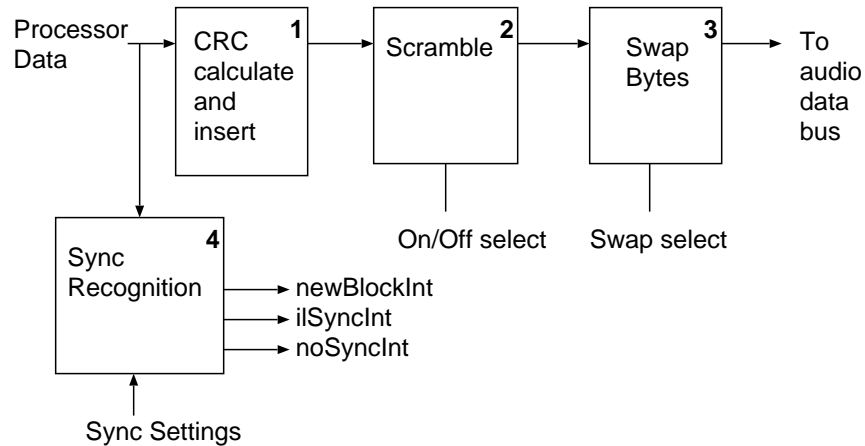 Processor
Data
1
CRC
calculate
and
insert
2
Scramble
3
Swap
Bytes
To
audio
data
bus
On/Off select
Swap select
4
Sync
Recognition
newBlockInt
ilSyncInt
noSyncInt
Sync Settings